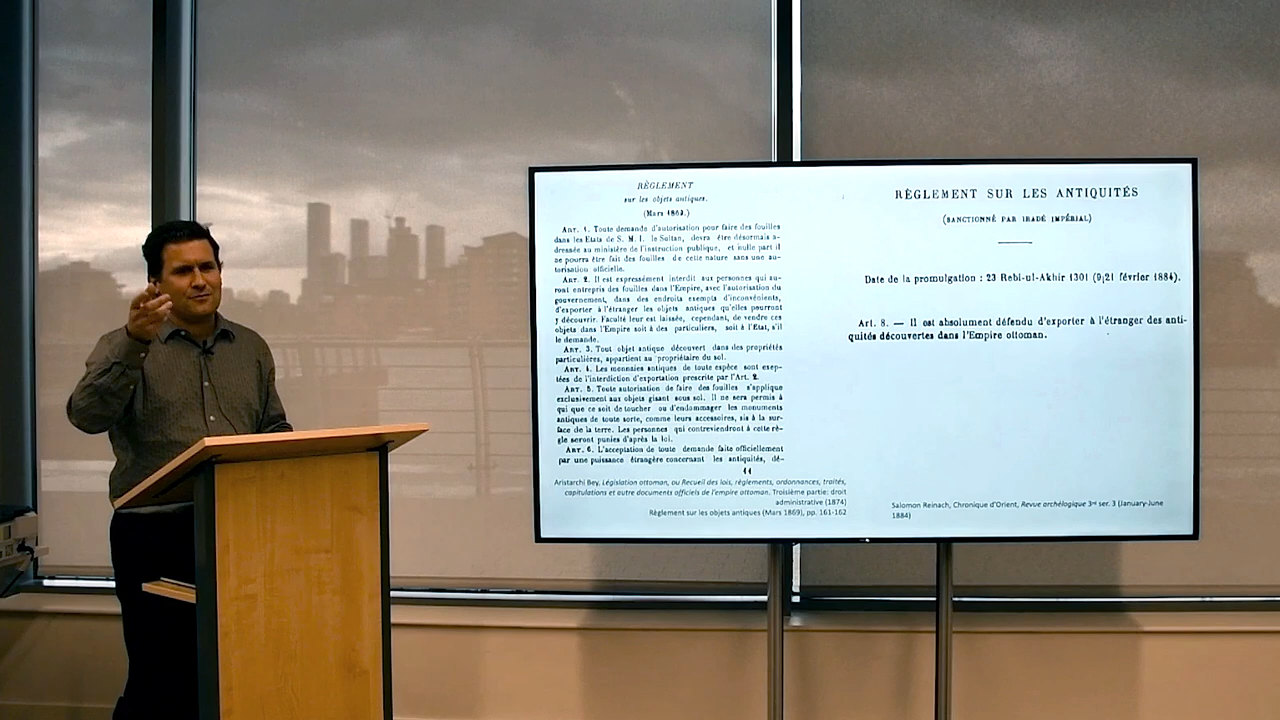 RÈGLEMENT
sur les objets antiques.
(Mars 1869.)
ART. 1. Toute demande d'autorisation pour faire des fouilles
dans les Etats de S. M. I. le Sultan, devra être désormais a-
dressée au ministère de l'instruction publique, et nulle part il
ne pourra être fait des fouilles de cette nature sans une au-
torisation officielle.
ART. 2. Il est expressément interdit aux personnes qui au-
ront entrepris des fouilles dans l'Empire, avec l'autorisation du
gouvernement, dans des endroits exempts d'inconvénients,
d'exporter à l'étranger les objets antiques qu'elles pourront
y découvrir. Faculté leur est laissée, cependant, de vendre ces
objets dans l'Empire soit à des particuliers, soit à l'Etat, s'il
le demande.
ART. 3. Tout objet antique découvert dans des propriétés
particulières, appartient au propriétaire du sol.
ART. 4. Les monnaies antiques de toute espèce sont exep-
tées de l'interdiction d'exportation prescrite par l'Art. 2.
ART. 5. Toute autorisation de faire des fouilles s'applique
exclusivement aux objets gisant sous sol. Il ne sera permis à
qui que ce soit de toucher ou d'endommager les monuments
antiques de toute sorte, comme leurs accessoires, sis à la sur-
face de la terre. Les personnes qui contreviendront à cette rè-
gle seront punies d'après la loi.
ART. 6. L'acceptation de toute demande faite officiellement
par une puissance étrangère concernant les antiquités, dé-
11
Aristarchi Bey, Législation ottoman, ou Recueil des lois, règlements, ordonnances, traités,
capitulations et autre documents officiels de l'empire ottoman. Troisième partie: droit
administrative (1874)
Règlement sur les objets antiques (Mars 1869), pp. 161-162
RÈGLEMENT SUR LES ANTIQUITÉS
(SANCTIONNÉ PAR IRADÉ IMPÉRIAL)
Date de la promulgation : 23 Rebi-ul-Akhir 1301 (9/21 février 1884).
Art. 8. — Il est absolument défendu d'exporter à l'étranger des anti-
quités découvertes dans l'Empire ottoman.
Salomon Reinach, Chronique d'Orient, Revue archélogique 3rd ser. 3 (January-June
1884)